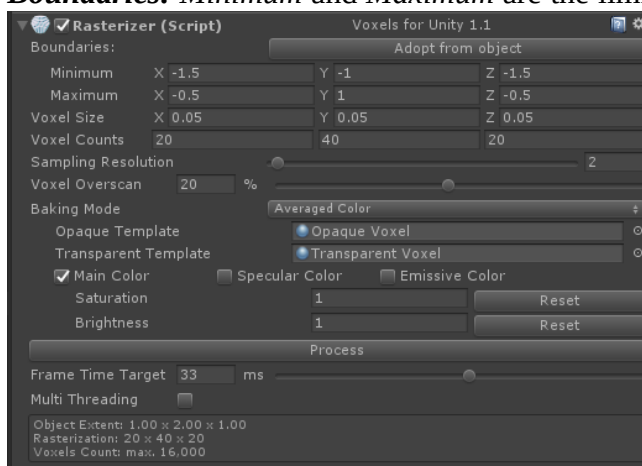 Boundaries: Minimum and Maximum are the
Rasterizer (Script) Voxels for Unity 1.1
Boundaries: Adopt from object
Minimum X -1.5 Y -1 Z -1.5
Maximum X -0.5 Y 1 Z -0.5
Voxel Size X 0.05 Y 0.05 Z 0.05
Voxel Counts 20 40 20
Sampling Resolution 2
Voxel Overscan 20 %
Baking Mode Averaged Color
Opaque Template Opaque Voxel
Transparent Template Transparent Voxel
Main Color Specular Color Emissive Color
Saturation 1 Reset
Brightness 1 Reset
Process
Frame Time Target 33 ms
Multi Threading
Object Extent: 1.00 x 2.00 x 1.00
Rasterization: 20 x 40 x 20
Voxels Count: max. 16,000